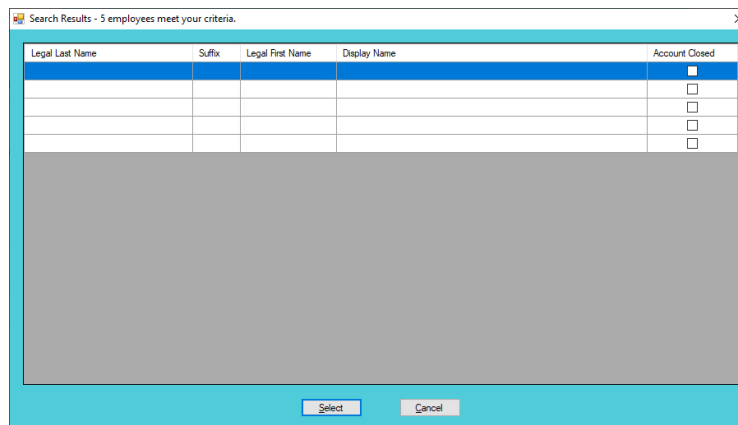 Search Results - 5 employees meet your criteria.
Legal Last Name Suffix Legal First Name Display Name Account Closed
Select Cancel